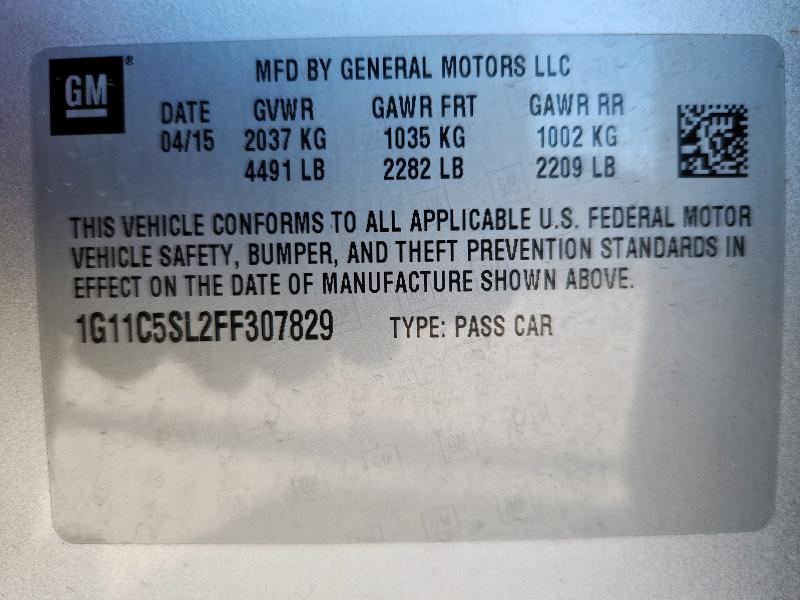 GM
MFD BY GENERAL MOTORS LLC
DATE GVWR GAWR FRT GAWR RR
04/15 2037 KG 1035 KG 1002 KG
4491 LB 2282 LB 2209 LB
THIS VEHICLE CONFORMS TO ALL APPLICABLE U.S. FEDERAL MOTOR
VEHICLE SAFETY, BUMPER, AND THEFT PREVENTION STANDARDS IN
EFFECT ON THE DATE OF MANUFACTURE SHOWN ABOVE.
1G11C5SL2FF307829 TYPE: PASS CAR